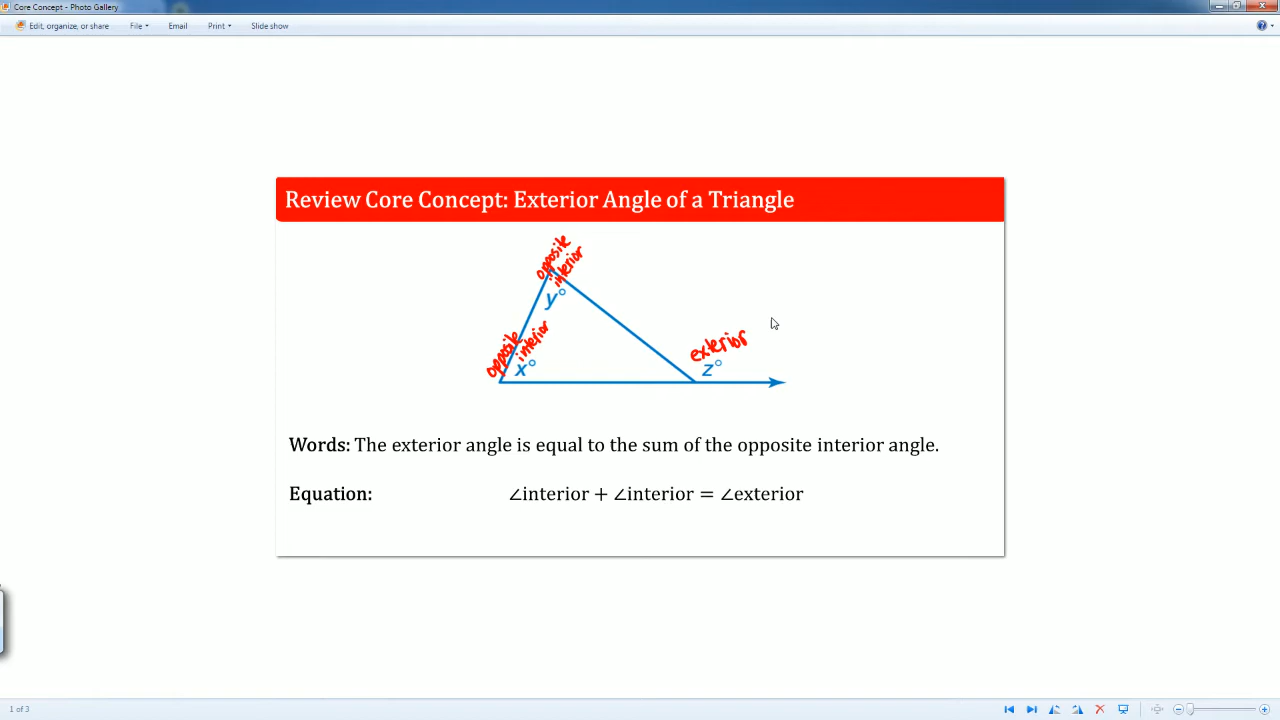 Core Concept - Photo Gallery
Edit, organize, or share File Email Print Slide show
Review Core Concept: Exterior Angle of a Triangle
opposite
interior
y°
opposite
interior
exterior
x°
z°
Words: The exterior angle is equal to the sum of the opposite interior angle.
Equation: ∠interior + ∠interior = ∠exterior
1 of 3